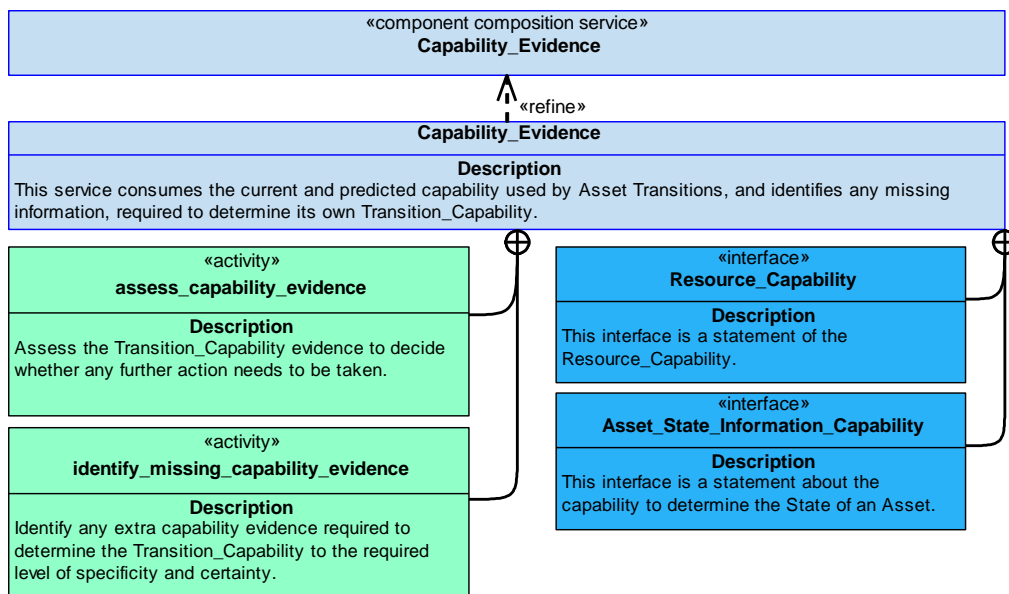 «component composition service»
Capability_Evidence
«refine»
Capability_Evidence
Description
This service consumes the current and predicted capability used by Asset Transitions, and identifies any missing
information, required to determine its own Transition_Capability.
«activity»
assess_capability_evidence
Description
Assess the Transition_Capability evidence to decide
whether any further action needs to be taken.
«activity»
identify_missing_capability_evidence
Description
Identify any extra capability evidence required to
determine the Transition_Capability to the required
level of specificity and certainty.
«interface»
Resource_Capability
Description
This interface is a statement of the
Resource_Capability.
«interface»
Asset_State_Information_Capability
Description
This interface is a statement about the
capability to determine the State of an Asset.